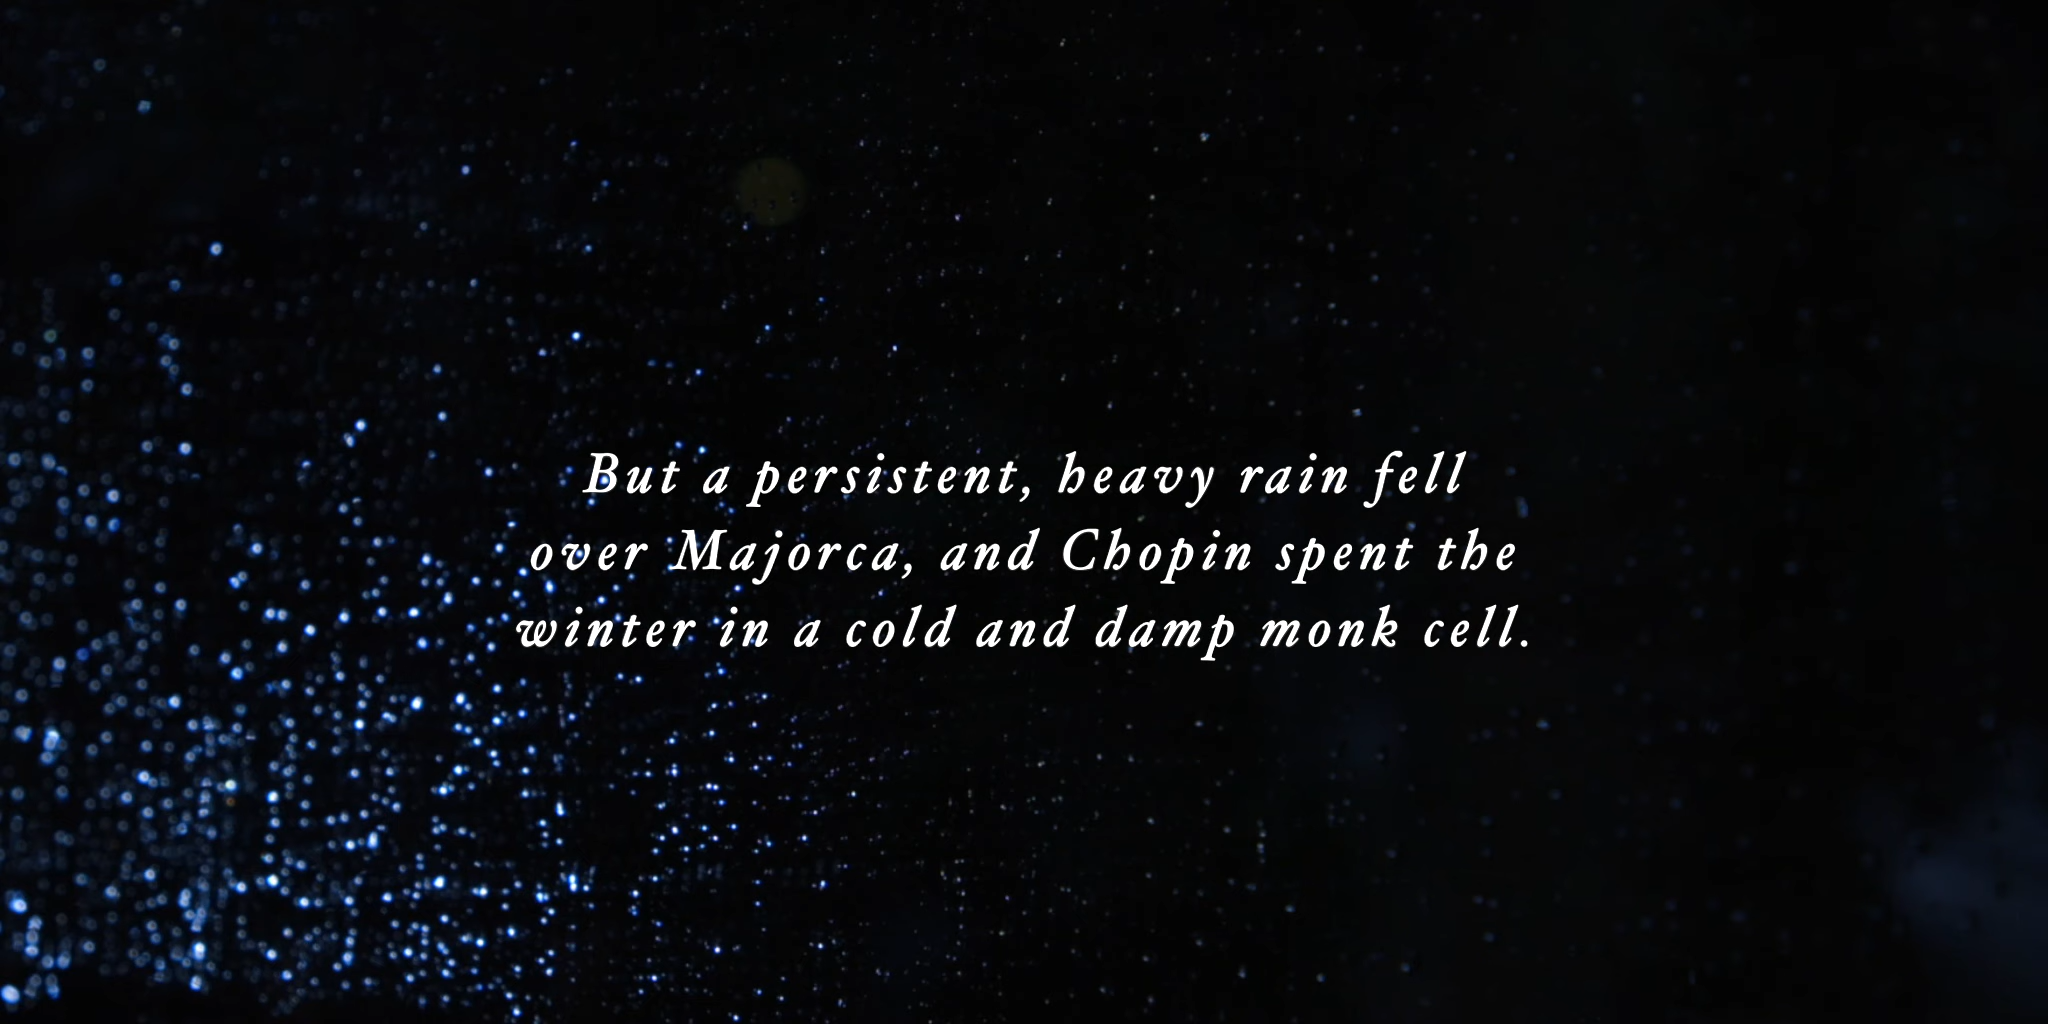 But a persistent, heavy rain fell
over Majorca, and Chopin spent the
winter in a cold and damp monk cell.